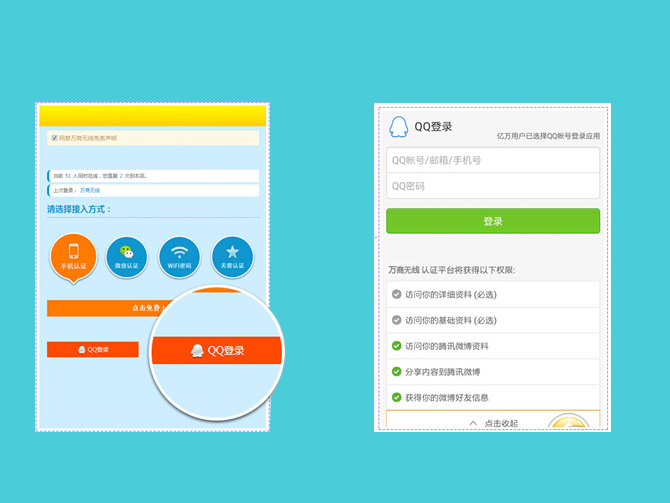 同意万商无线免责声明
当前 51 人同时在线，您是第 2 次到本店。
上次登录： 万商无线
请选择接入方式：
手机认证
微信认证
WIFI密码
无需认证
点击免费上
QQ登录
QQ登录
QQ登录
亿万用户已选择QQ帐号登录应用
QQ帐号/邮箱/手机号
QQ密码
登录
万商无线 认证平台将获得以下权限:
访问你的详细资料 (必选)
访问你的基础资料 (必选)
访问你的腾讯微博资料
分享内容到腾讯微博
获得你的微博好友信息
点击收起